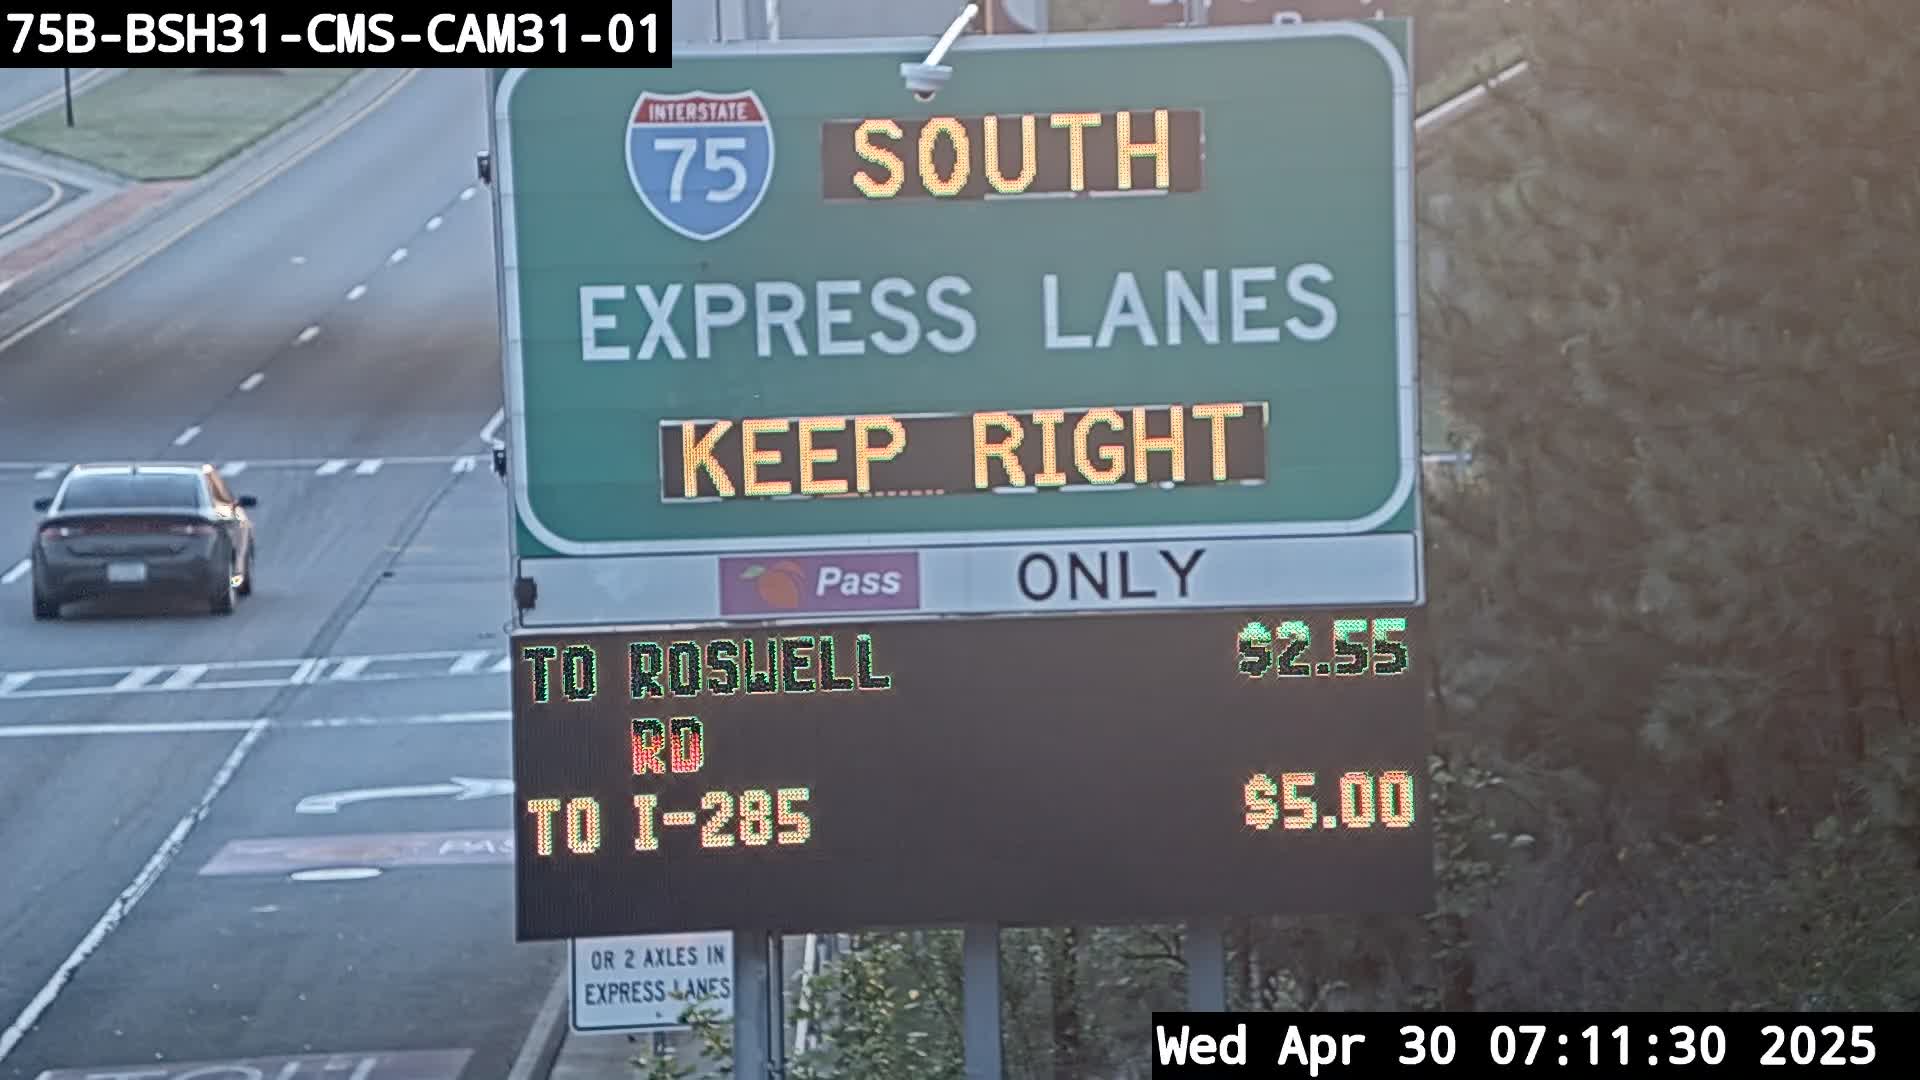 75B-BSH31-CMS-CAM31-01
INTERSTATE
75
SOUTH
EXPRESS LANES
KEEP RIGHT
Pass ONLY
TO ROSWELL $2.55
RD
TO I-285 $5.00
OR 2 AXLES IN
EXPRESS LANES
Wed Apr 30 07:11:30 2025